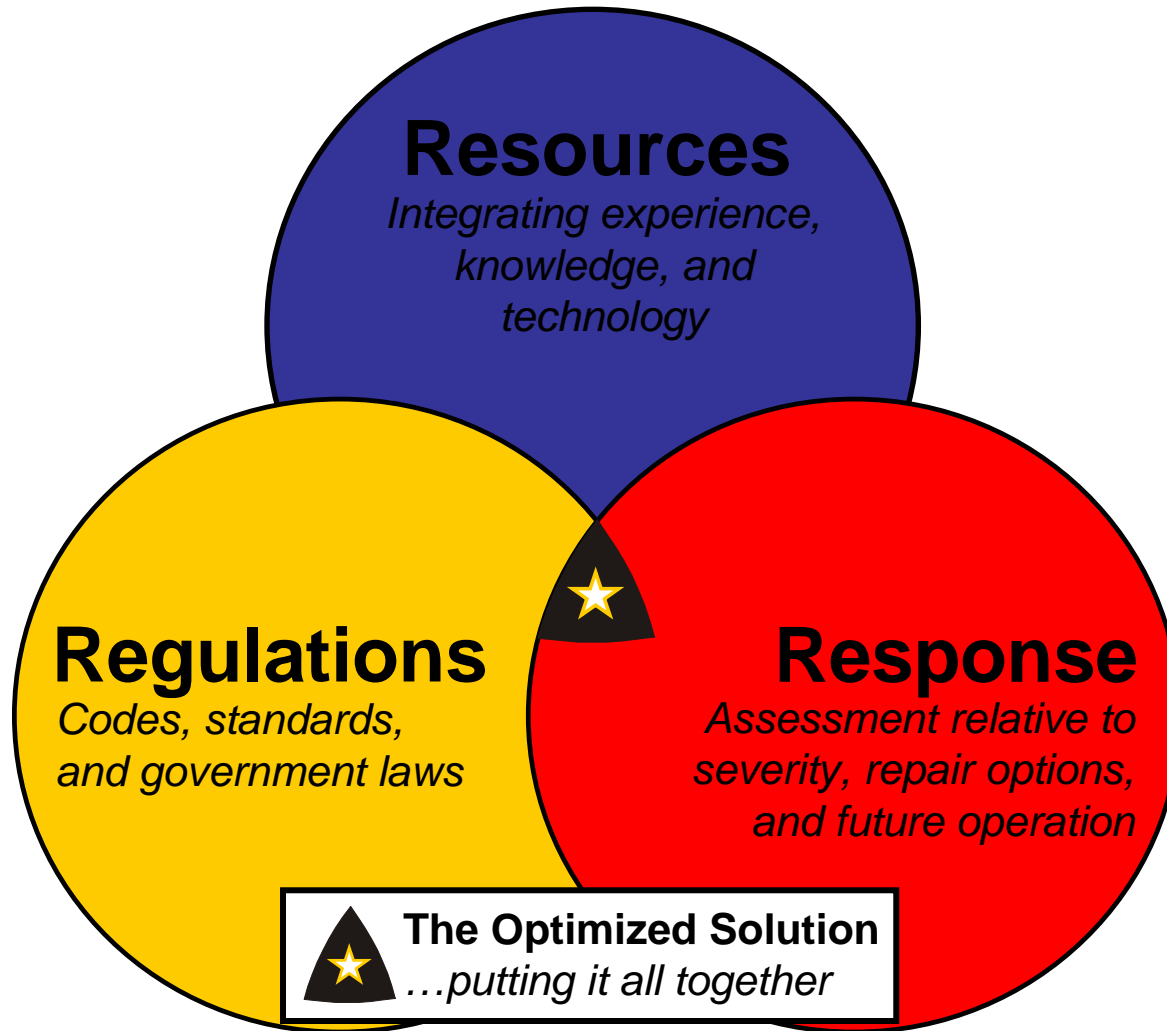 Resources
Integrating experience,
knowledge, and
technology
Regulations
Codes, standards,
and government laws
Response
Assessment relative to
severity, repair options,
and future operation
The Optimized Solution
…putting it all together